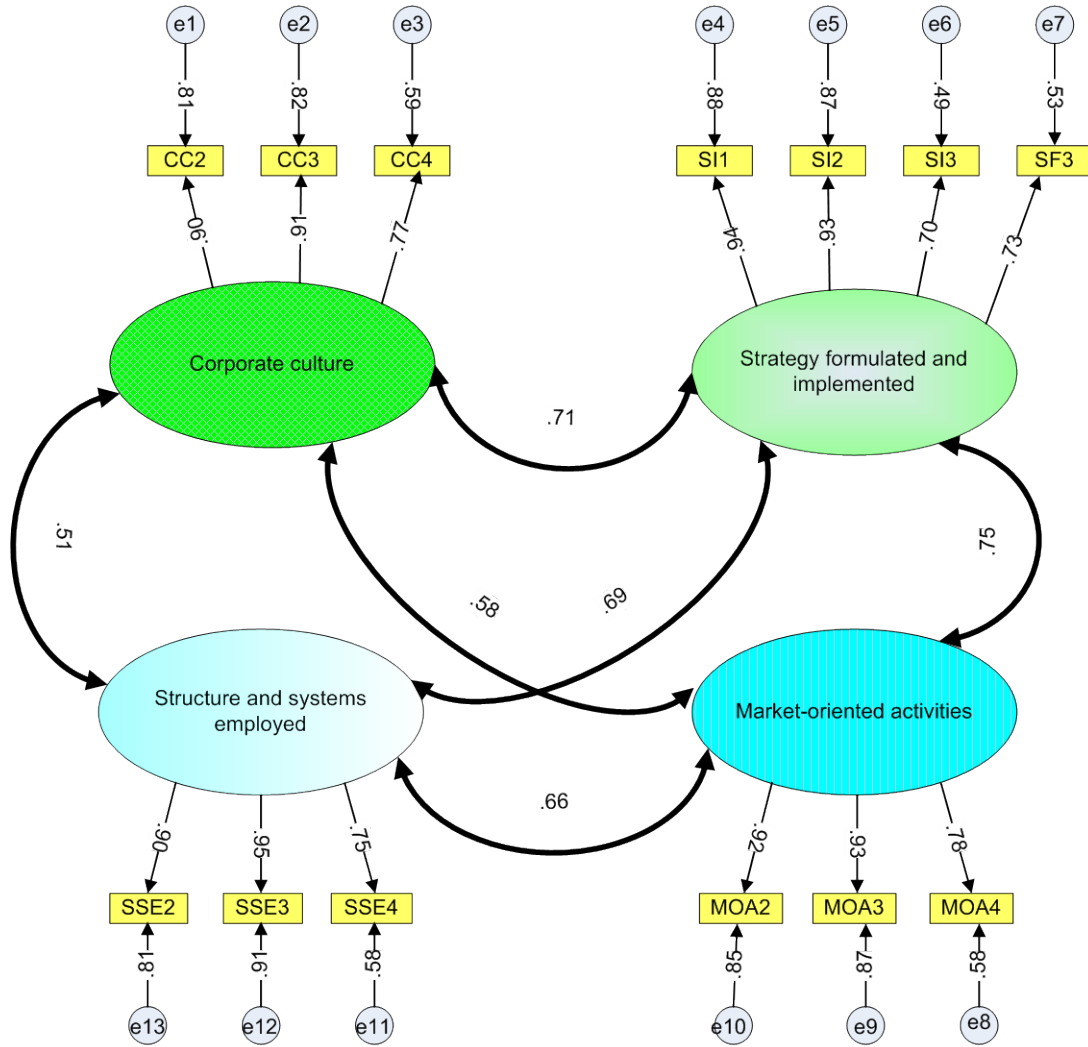 e1
e2
e3
e4
e5
e6
e7
.81
.82
.59
.88
.87
.49
.53
CC2
CC3
CC4
SI1
SI2
SI3
SF3
.90
.91
.77
.94
.93
.70
.73
Corporate culture
Strategy formulated and
implemented
.71
.51
.75
.58
.69
Structure and systems
employed
Market-oriented activities
.66
.90
.95
.75
.92
.93
.78
SSE2
SSE3
SSE4
MOA2
MOA3
MOA4
.81
.91
.58
.85
.87
.58
e13
e12
e11
e10
e9
e8